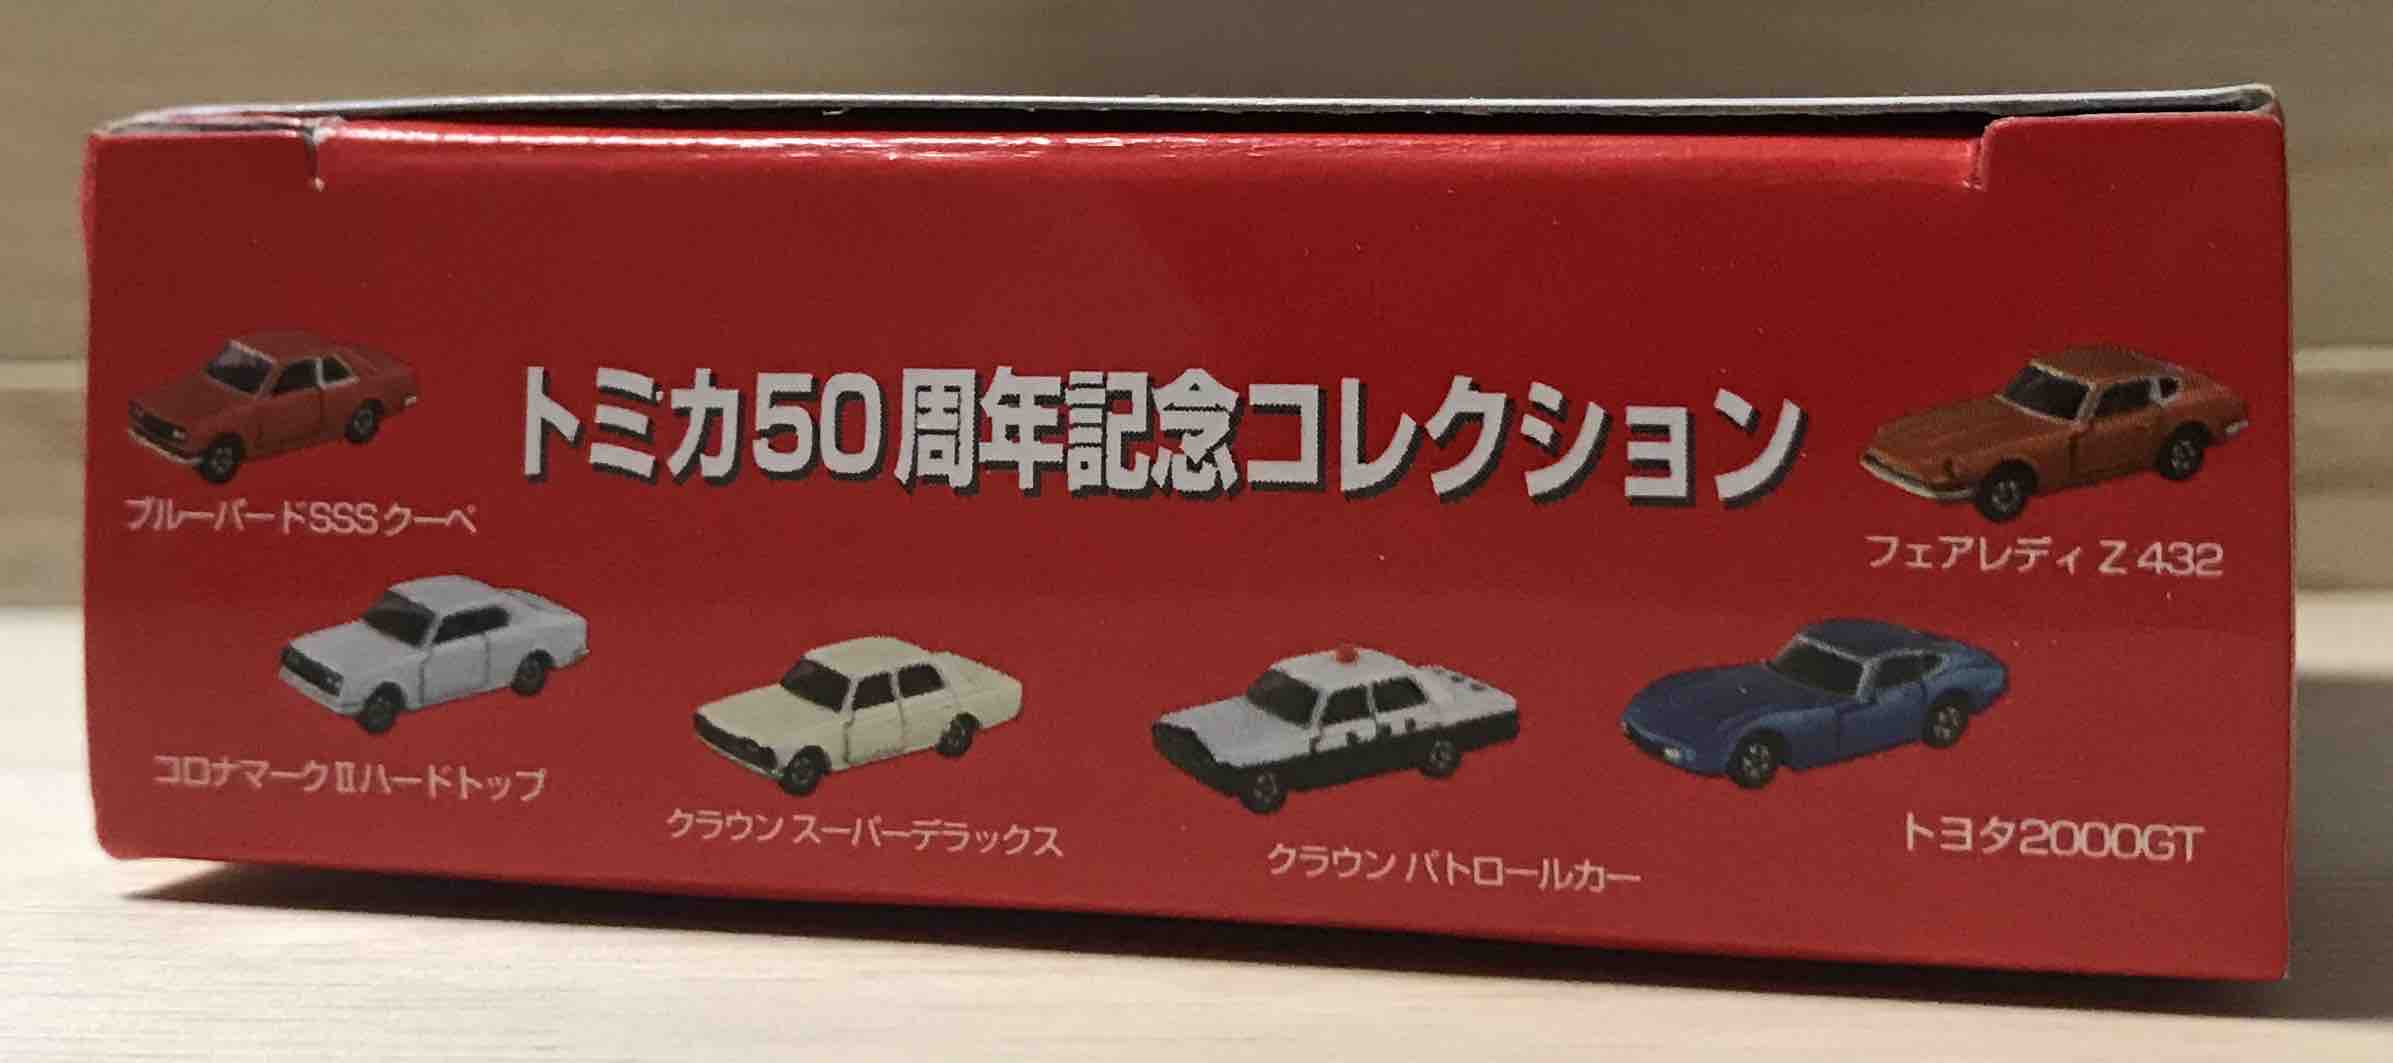 トミカ50周年記念コレクション
ブルーバードSSSクーペ
フェアレディ Z 432
コロナマークⅡハードトップ
クラウン スーパーデラックス
クラウン パトロールカー
トヨタ2000GT